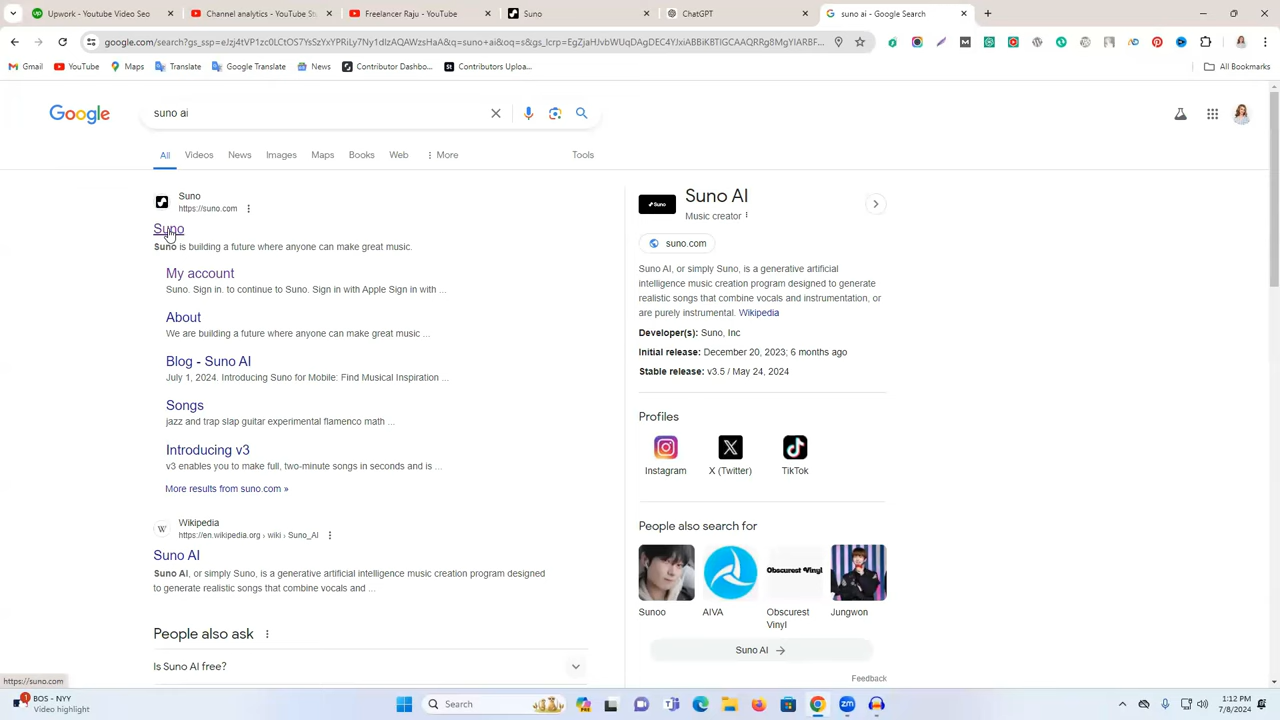 Upwork - YouTube
Canva - YouTube St
Freelancer Raju - YouTube
Suno
ChatGPT
suno ai - Google Search
Gmail
YouTube
Maps
Translate
Google Translate
News
Contributor Dashbo...
Contributors Uploa...
All Bookmarks
Google
suno ai
All
Videos
News
Images
Maps
Books
Web
More
Tools
Suno
https://suno.com
Suno
Suno is building a future where anyone can make great music.
My account
Suno. Sign in. to continue to Suno. Sign in with Apple Sign in with ...
About
We are building a future where anyone can make great music ...
Blog - Suno AI
July 1, 2024. Introducing Suno for Mobile: Find Musical Inspiration ...
Songs
jazz and trap slap guitar experimental flamenco math ...
Introducing v3
v3 enables you to make full, two-minute songs in seconds and is ...
More results from suno.com »
W
Wikipedia
https://en.wikipedia.org › wiki › Suno_AI
Suno AI
Suno AI, or simply Suno, is a generative artificial intelligence music creation program designed
to generate realistic songs that combine vocals and ...
People also ask
Is Suno AI free?
Suno
Suno AI
Music creator
suno.com
Suno AI, or simply Suno, is a generative artificial
intelligence music creation program designed to generate
realistic songs that combine vocals and instrumentation, or
are purely instrumental. Wikipedia
Developer(s): Suno, Inc
Initial release: December 20, 2023; 6 months ago
Stable release: v3.5 / May 24, 2024
Profiles
Instagram
X (Twitter)
TikTok
People also search for
Obscurest Vinyl
Sunoo
AIVA
Obscurest
Vinyl
Jungwon
Suno AI
Feedback
https://suno.com
1
BOS - NYY
Video highlight
Search
zm
1:12 PM
7/8/2024